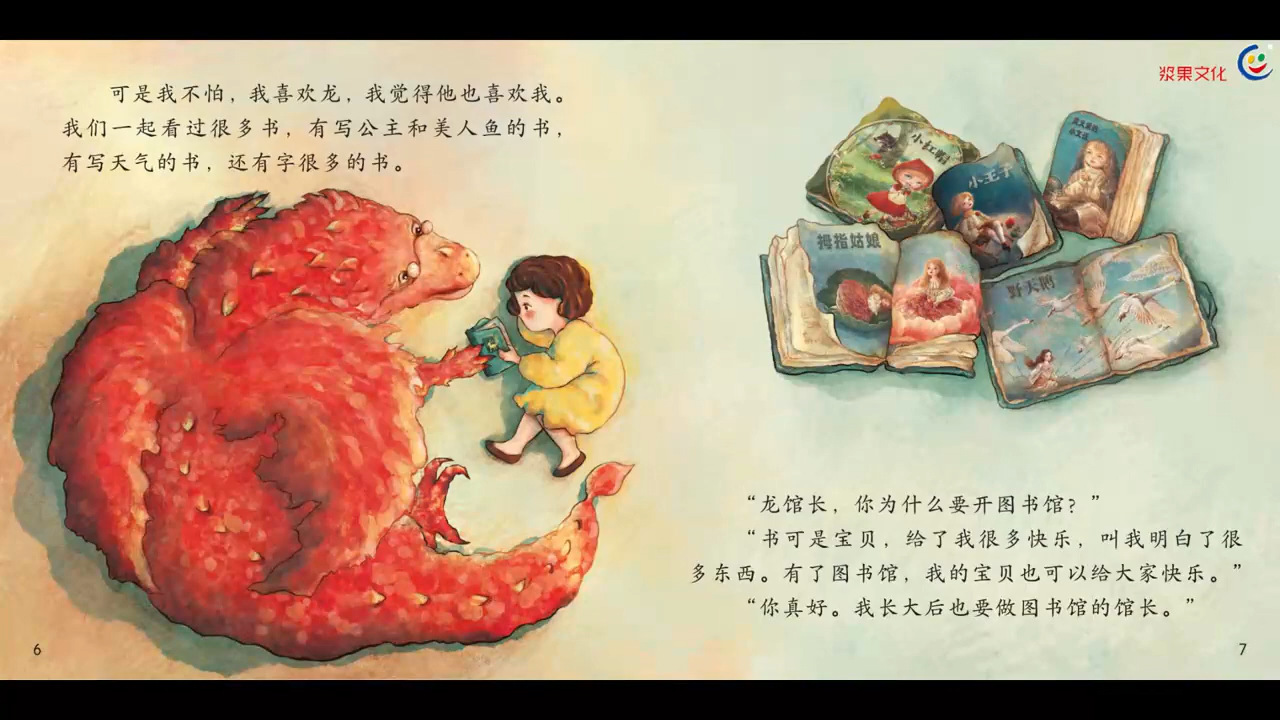 可是我不怕，我喜欢龙，我觉得他也喜欢我。
我们一起看过很多书，有写公主和美人鱼的书，
有写天气的书，还有字很多的书。
浆果文化
小红帽
小王子
拇指姑娘
野天鹅
“龙馆长，你为什么要开图书馆？”
“书可是宝贝，给了我很多快乐，叫我明白了很
多东西。有了图书馆，我的宝贝也可以给大家快乐。”
“你真好。我长大后也要做图书馆的馆长。”
6
7